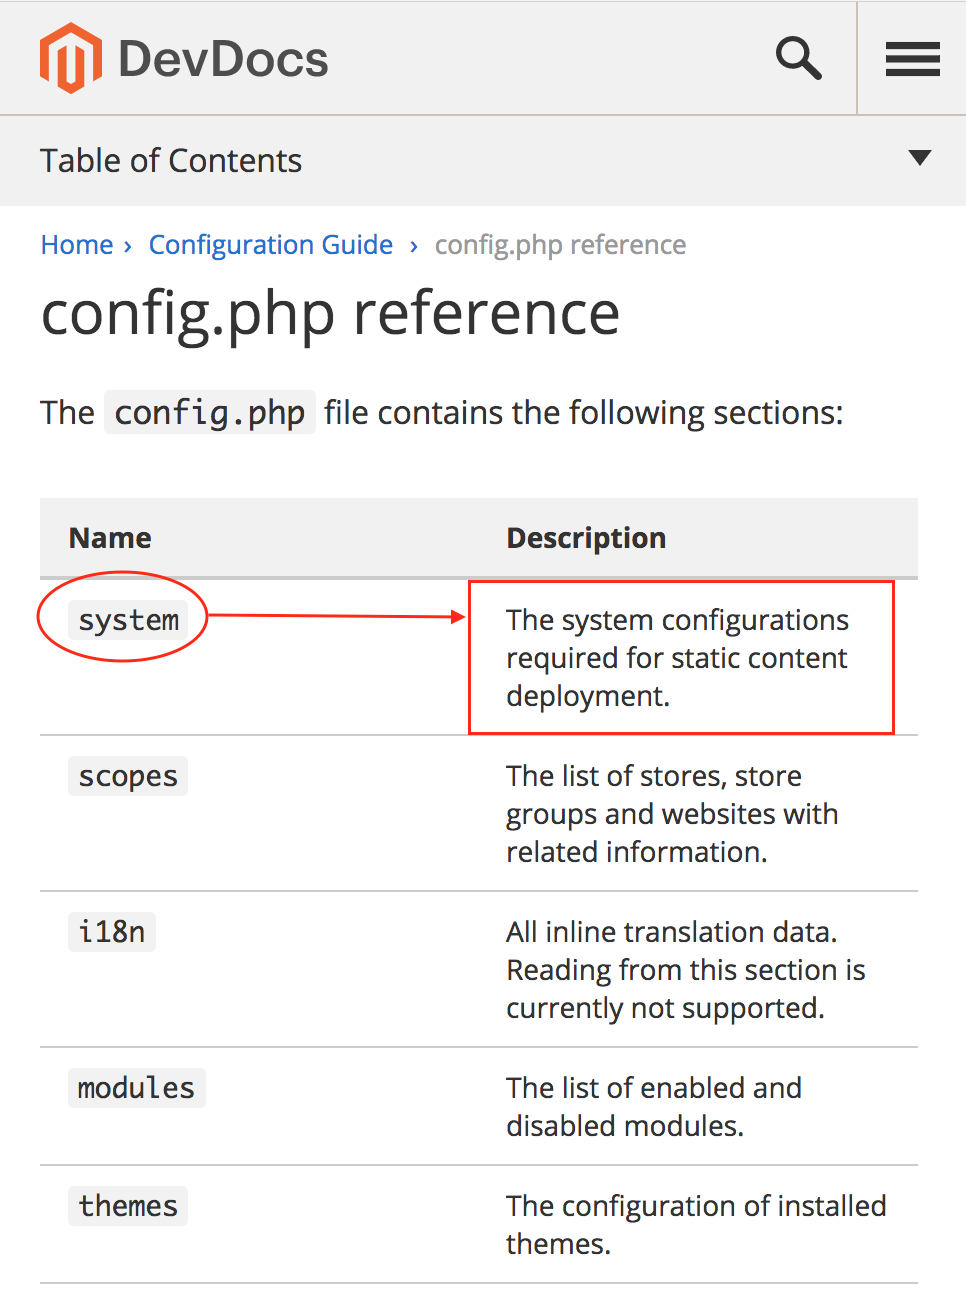 DevDocs
Table of Contents
Home › Configuration Guide › config.php reference
config.php reference
The config.php file contains the following sections:
Name Description
system The system configurations
required for static content
deployment.
scopes The list of stores, store
groups and websites with
related information.
i18n All inline translation data.
Reading from this section is
currently not supported.
modules The list of enabled and
disabled modules.
themes The configuration of installed
themes.